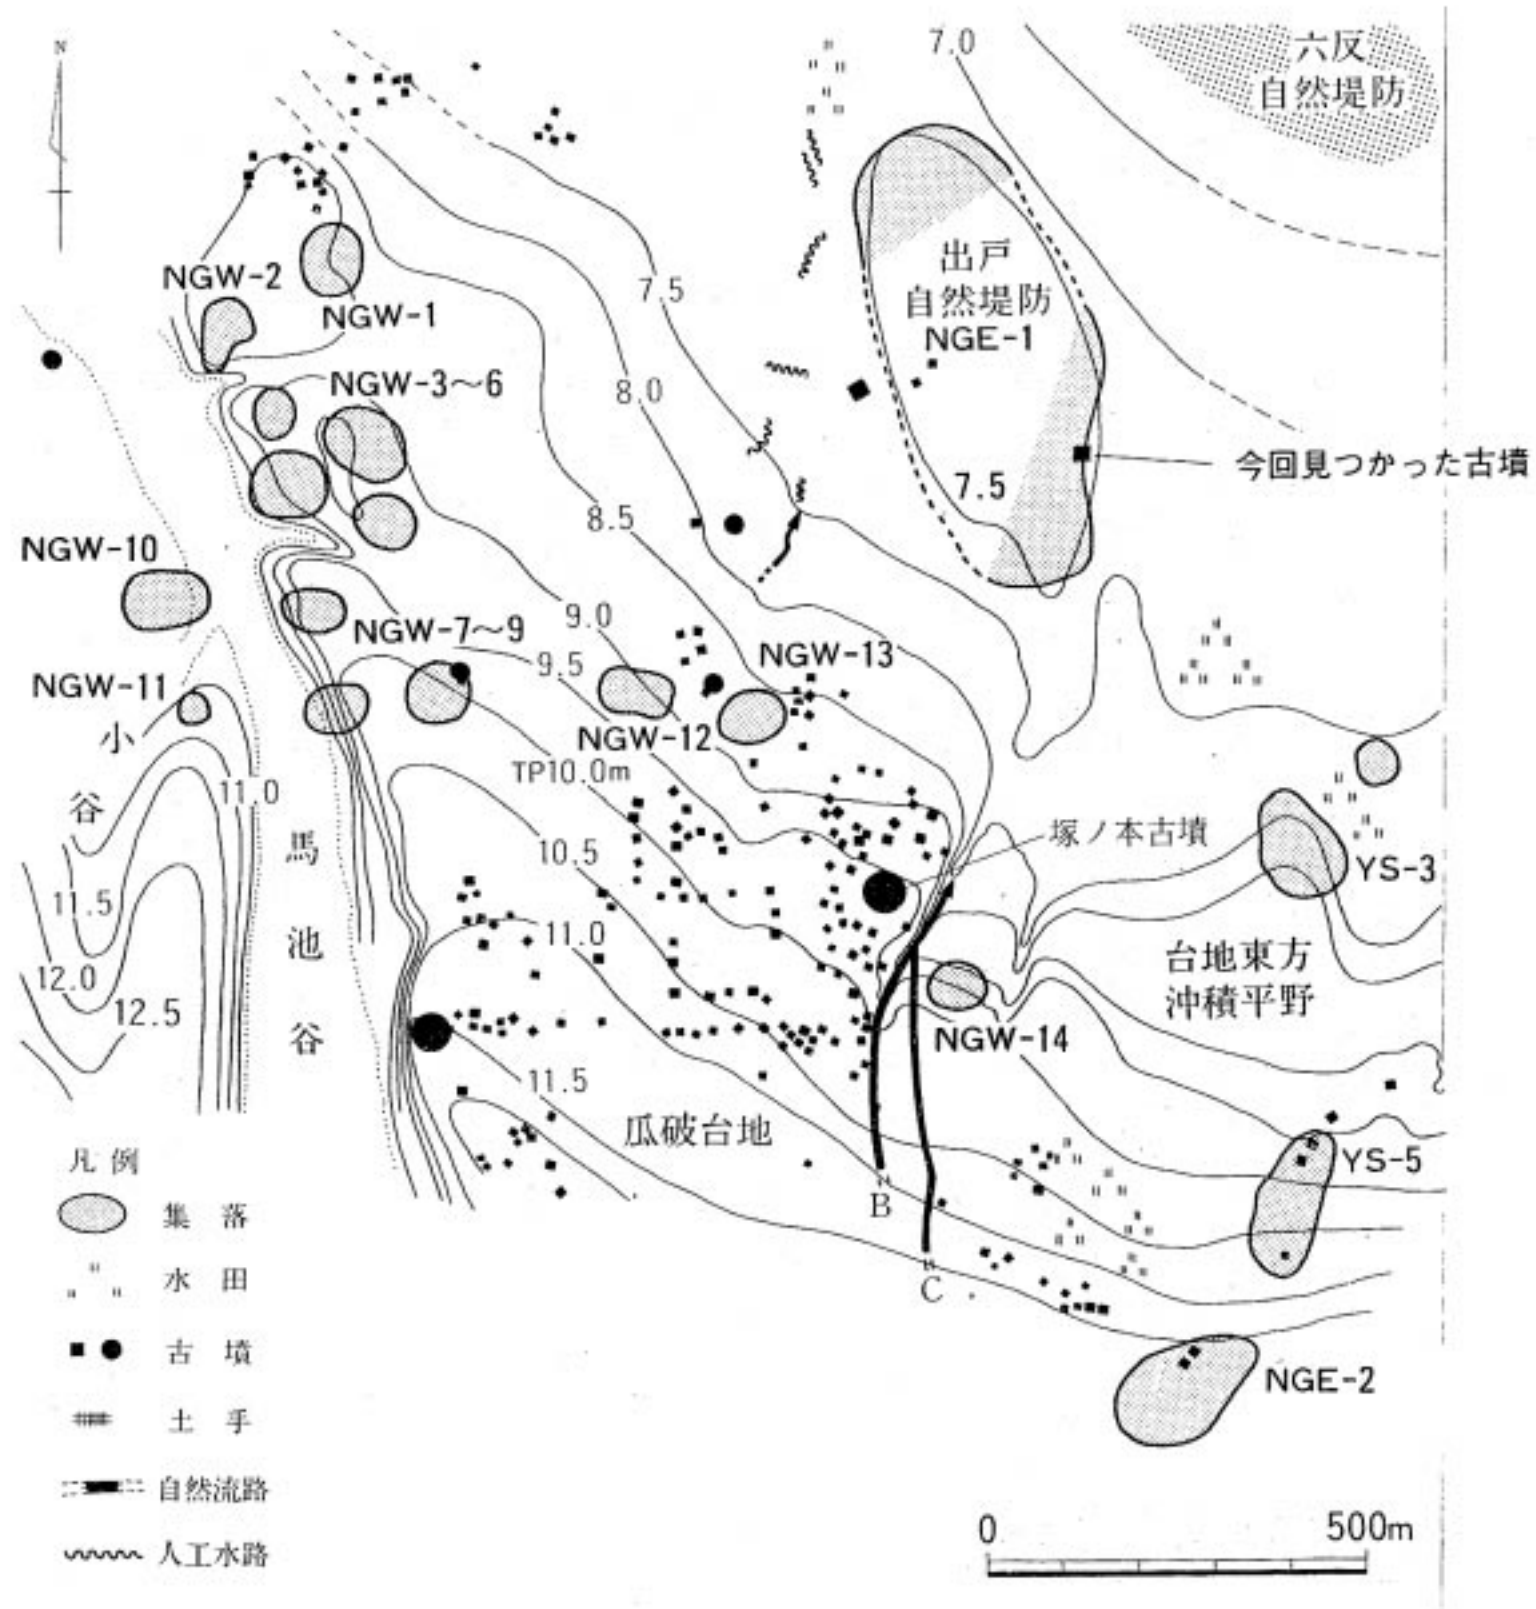 N
7.0
六反
自然堤防
出戸
自然堤防
NGE-1
NGW-2
NGW-1
7.5
NGW-3〜6
8.0
今回見つかった古墳
7.5
8.5
NGW-10
9.0
NGW-7〜9
9.5
NGW-13
NGW-11
小
谷
NGW-12
TP10.0m
11.0
馬
池
谷
塚ノ本古墳
10.5
YS-3
11.5
11.0
台地東方
沖積平野
12.0
12.5
NGW-14
11.5
瓜破台地
YS-5
B
C
NGE-2
凡例
集落
水田
古墳
土手
自然流路
人工水路
0
500m